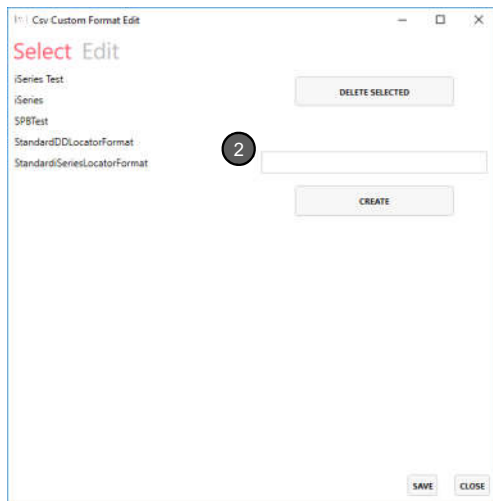 Csv Custom Format Edit
Select Edit
iSeries Test
DELETE SELECTED
iSeries
SPBTest
StandardDDLocatorFormat
2
StandardiSeriesLocatorFormat
CREATE
SAVE CLOSE